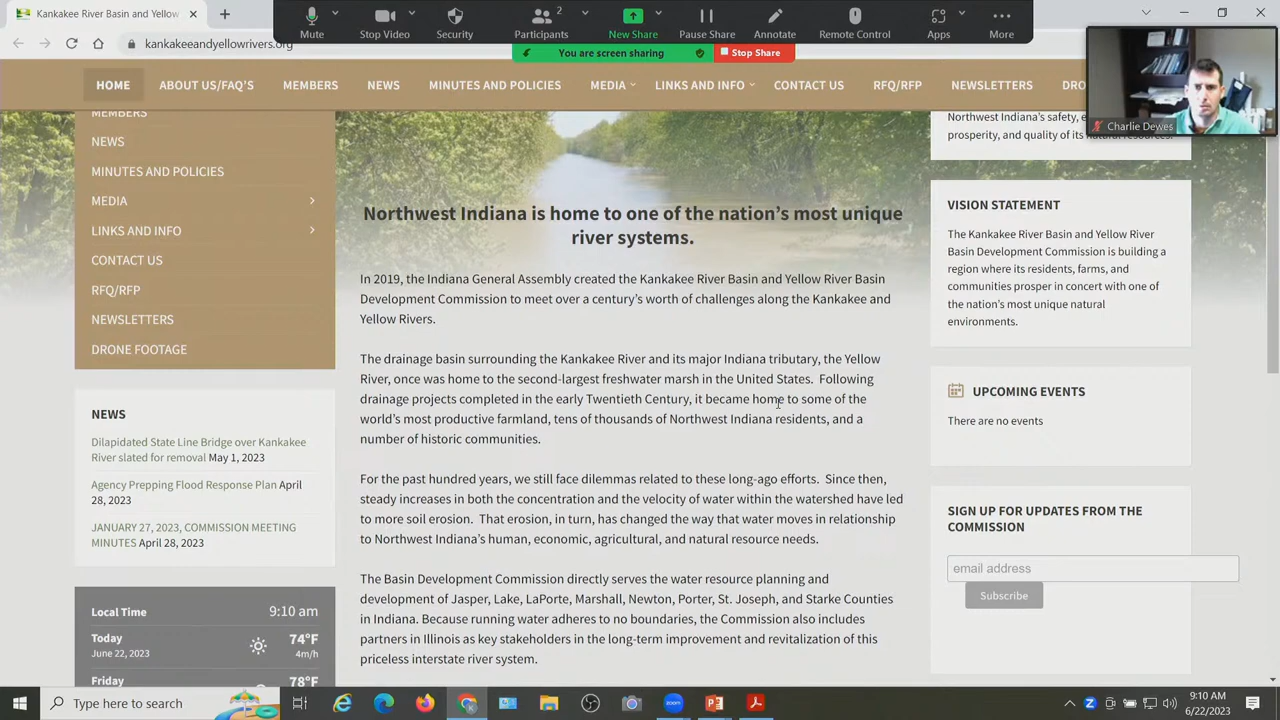 Kankakee River Basin and Yellow
2
Mute
Stop Video
Security
Participants
New Share
Pause Share
Annotate
Remote Control
Apps
More
kankakeeandyellowrivers.org
You are screen sharing
Stop Share
HOME
ABOUT US/FAQ'S
MEMBERS
NEWS
MINUTES AND POLICIES
MEDIA
LINKS AND INFO
CONTACT US
RFQ/RFP
NEWSLETTERS
DRO
Charlie Dewes
MEMBERS
NEWS
MINUTES AND POLICIES
MEDIA
LINKS AND INFO
CONTACT US
RFQ/RFP
NEWSLETTERS
DRONE FOOTAGE
NEWS
Dilapidated State Line Bridge over Kankakee
River slated for removal May 1, 2023
Agency Prepping Flood Response Plan April
28, 2023
JANUARY 27, 2023, COMMISSION MEETING
MINUTES April 28, 2023
Local Time 9:10 am
Today 74°F
June 22, 2023 4m/h
Friday 78°F
Northwest Indiana is home to one of the nation’s most unique
river systems.
In 2019, the Indiana General Assembly created the Kankakee River Basin and Yellow River Basin
Development Commission to meet over a century’s worth of challenges along the Kankakee and
Yellow Rivers.
The drainage basin surrounding the Kankakee River and its major Indiana tributary, the Yellow
River, once was home to the second-largest freshwater marsh in the United States.  Following
drainage projects completed in the early Twentieth Century, it became home to some of the
world’s most productive farmland, tens of thousands of Northwest Indiana residents, and a
number of historic communities.
For the past hundred years, we still face dilemmas related to these long-ago efforts.  Since then,
steady increases in both the concentration and the velocity of water within the watershed have led
to more soil erosion.  That erosion, in turn, has changed the way that water moves in relationship
to Northwest Indiana’s human, economic, agricultural, and natural resource needs.
The Basin Development Commission directly serves the water resource planning and
development of Jasper, Lake, LaPorte, Marshall, Newton, Porter, St. Joseph, and Starke Counties
in Indiana. Because running water adheres to no boundaries, the Commission also includes
partners in Illinois as key stakeholders in the long-term improvement and revitalization of this
priceless interstate river system.
Northwest Indiana's safety, e
prosperity, and quality of its natural resources.
VISION STATEMENT
The Kankakee River Basin and Yellow River
Basin Development Commission is building a
region where its residents, farms, and
communities prosper in concert with one of
the nation’s most unique natural
environments.
UPCOMING EVENTS
There are no events
SIGN UP FOR UPDATES FROM THE
COMMISSION
email address
Subscribe
Type here to search
zoom
9:10 AM
6/22/2023